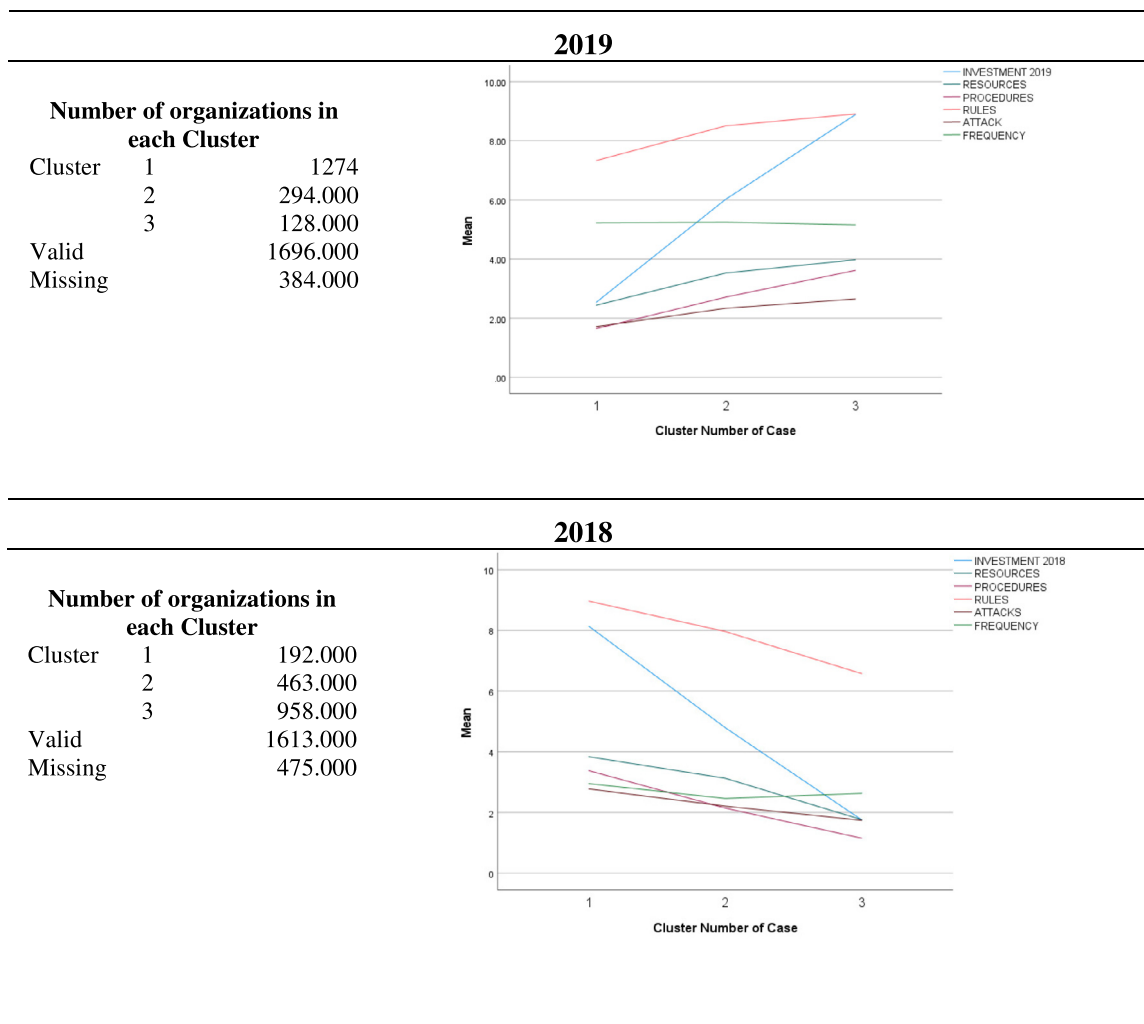 2019
Number of organizations in
each Cluster
Cluster 1 1274
2 294.000
3 128.000
Valid 1696.000
Missing 384.000
10.00
8.00
6.00
4.00
2.00
.00
Mean
1 2 3
Cluster Number of Case
INVESTMENT 2019
RESOURCES
PROCEDURES
RULES
ATTACK
FREQUENCY
2018
Number of organizations in
each Cluster
Cluster 1 192.000
2 463.000
3 958.000
Valid 1613.000
Missing 475.000
10
8
6
4
2
0
Mean
1 2 3
Cluster Number of Case
INVESTMENT 2018
RESOURCES
PROCEDURES
RULES
ATTACKS
FREQUENCY